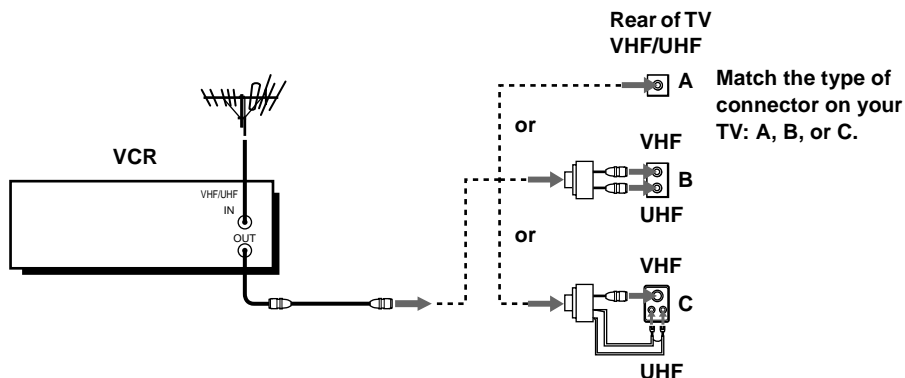 Rear of TV
VHF/UHF
A
Match the type of
connector on your
TV: A, B, or C.
or
VHF
VCR
B
VHF/UHF
IN
UHF
OUT
or
VHF
C
UHF